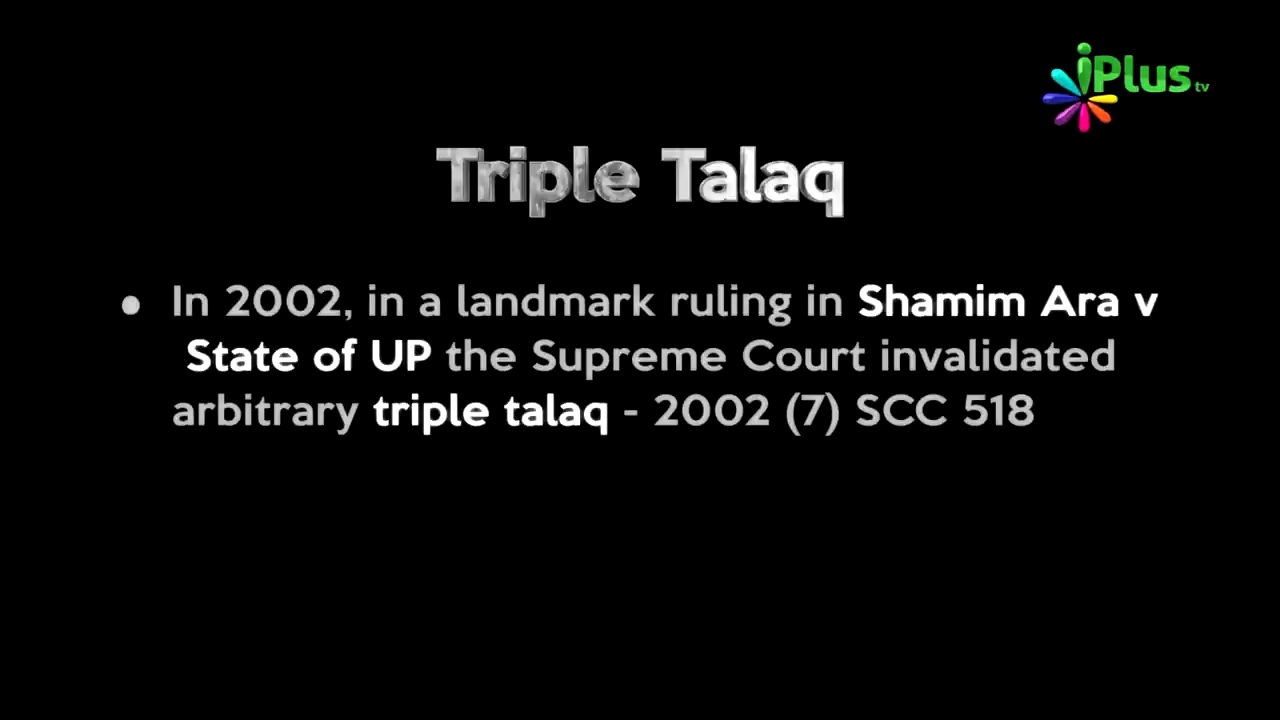 iPlus tv
Triple Talaq
• In 2002, in a landmark ruling in Shamim Ara v
State of UP the Supreme Court invalidated
arbitrary triple talaq - 2002 (7) SCC 518